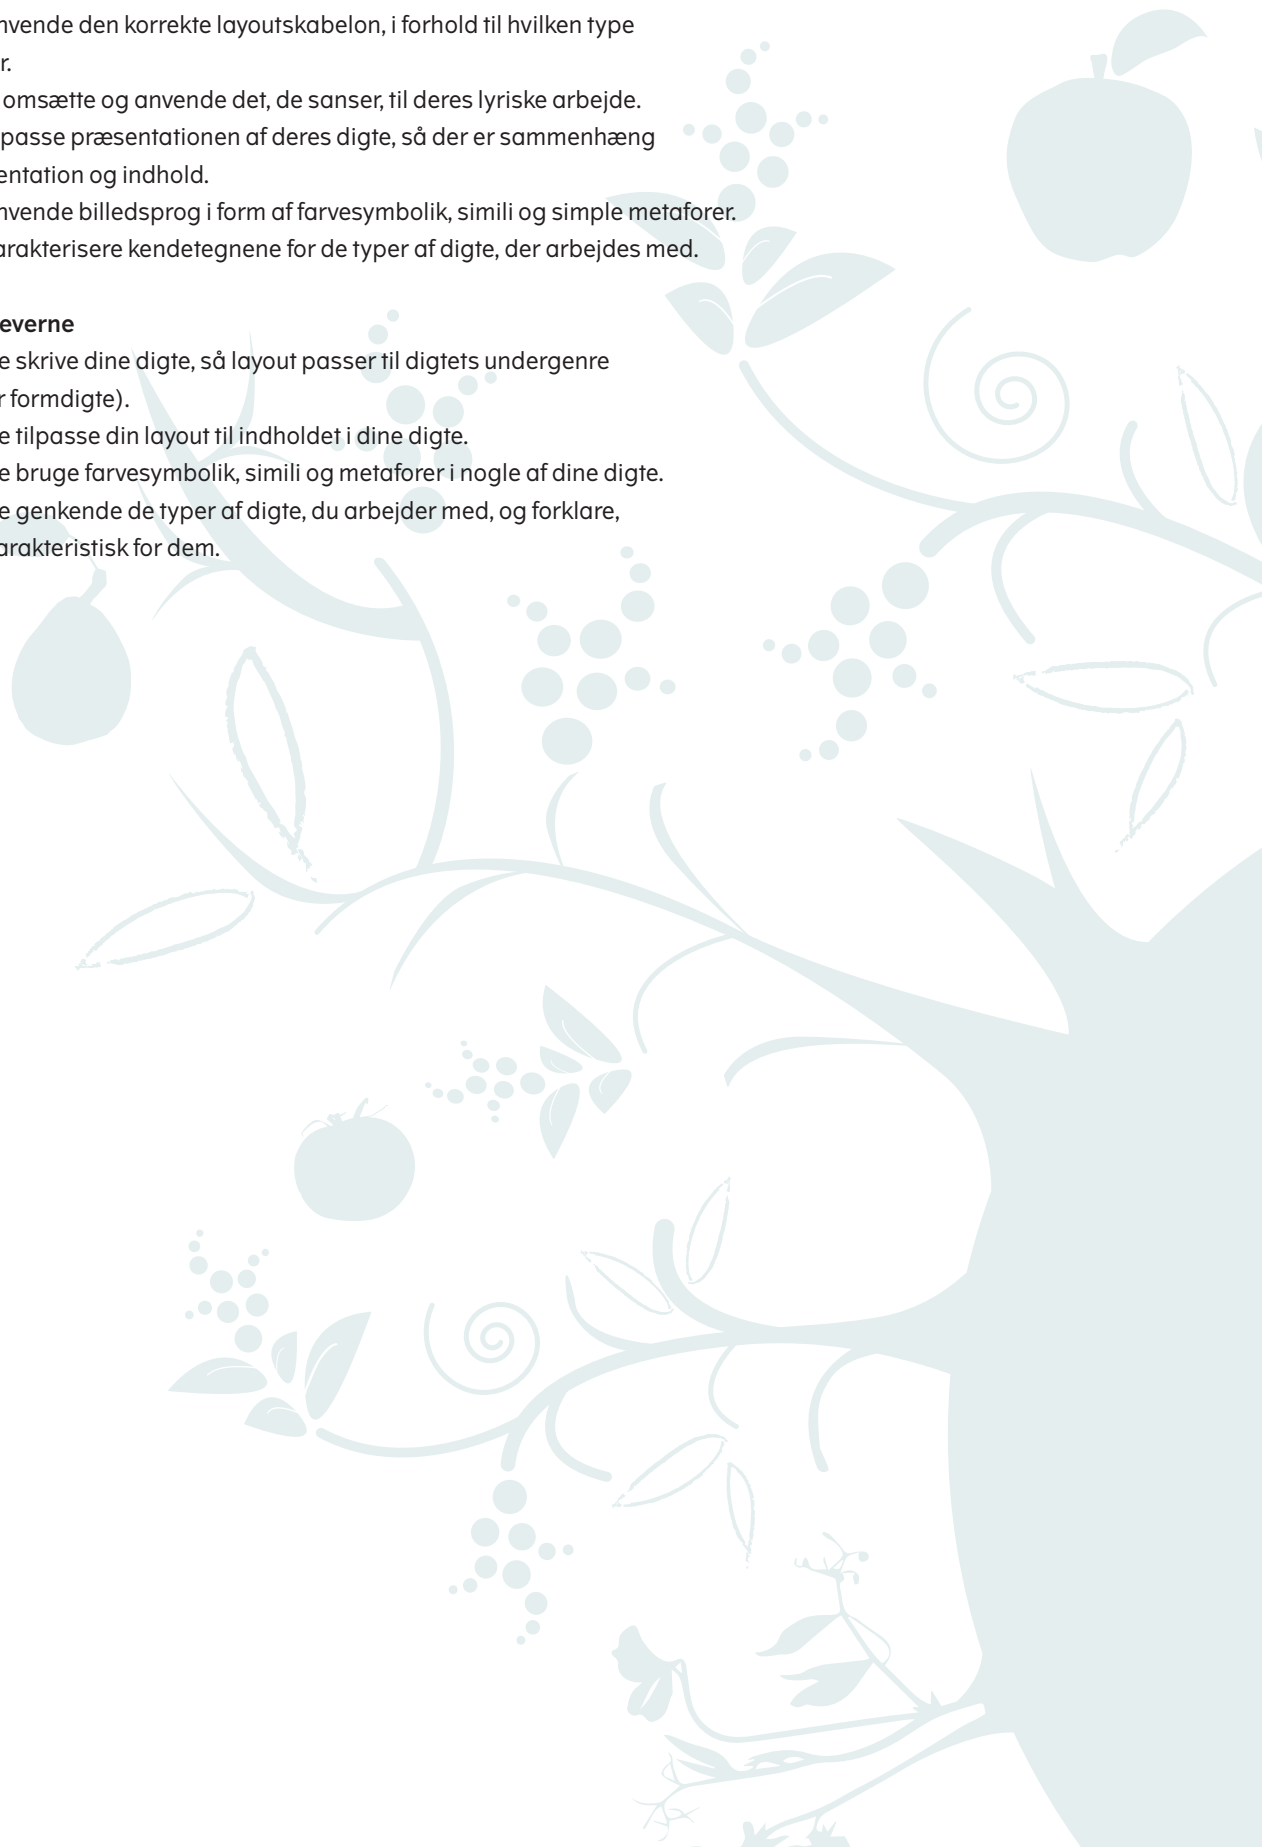 nvende den korrekte layoutskabelon, i forhold til hvilken type
r.
omsætte og anvende det, de sanser, til deres lyriske arbejde.
passe præsentationen af deres digte, så der er sammenhæng
entation og indhold.
nvende billedsprog i form af farvesymbolik, simili og simple metaforer.
arakterisere kendetegnene for de typer af digte, der arbejdes med.
everne
e skrive dine digte, så layout passer til digtets undergenre
r formdigte).
e tilpasse din layout til indholdet i dine digte.
e bruge farvesymbolik, simili og metaforer i nogle af dine digte.
e genkende de typer af digte, du arbejder med, og forklare,
arakteristisk for dem.